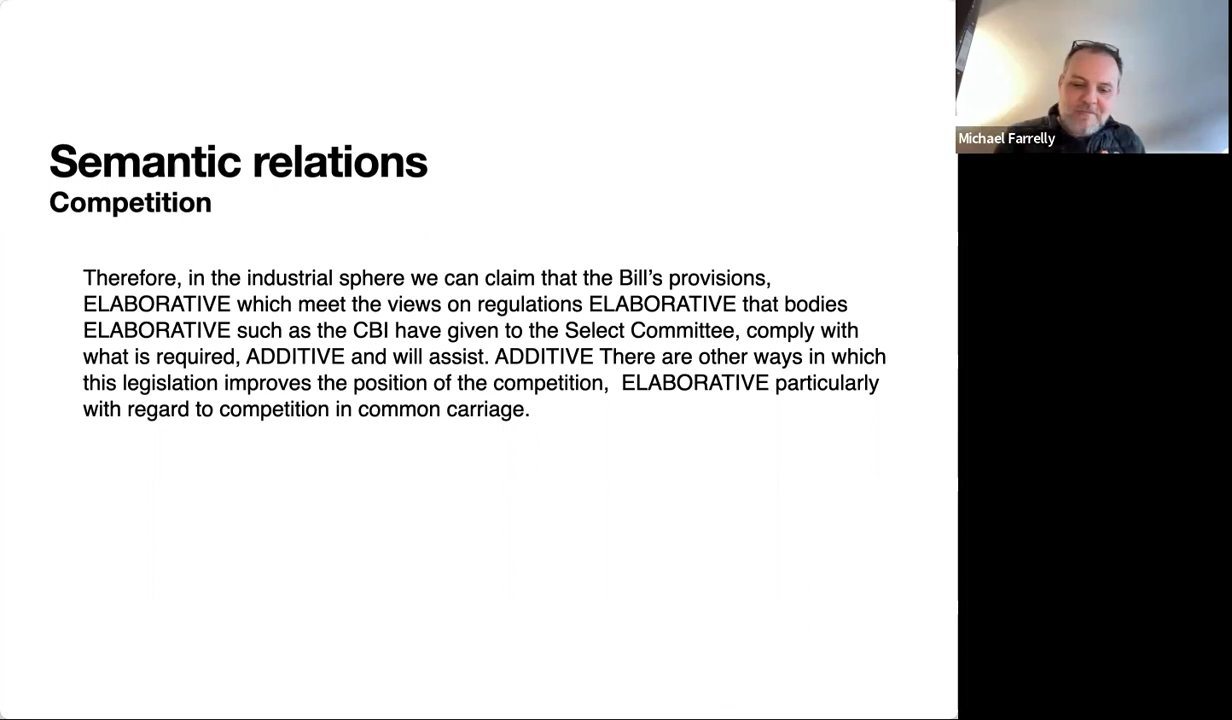 Semantic relations
Competition
Therefore, in the industrial sphere we can claim that the Bill’s provisions,
ELABORATIVE which meet the views on regulations ELABORATIVE that bodies
ELABORATIVE such as the CBI have given to the Select Committee, comply with
what is required, ADDITIVE and will assist. ADDITIVE There are other ways in which
this legislation improves the position of the competition,  ELABORATIVE particularly
with regard to competition in common carriage.
Michael Farrelly